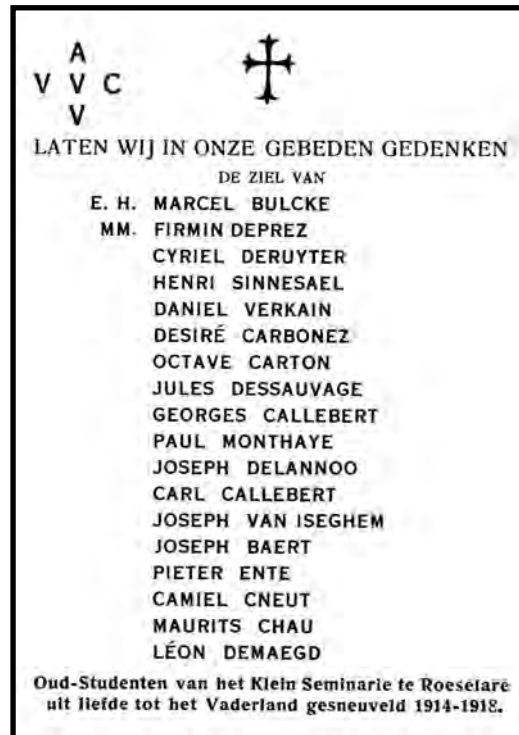 A
V V C
V
LATEN WIJ IN ONZE GEBEDEN GEDENKEN
DE ZIEL VAN
E. H. MARCEL BULCKE
MM. FIRMIN DEPREZ
CYRIEL DERUYTER
HENRI SINNESAEL
DANIEL VERKAIN
DESIRÉ CARBONEZ
OCTAVE CARTON
JULES DESSAUVAGE
GEORGES CALLEBERT
PAUL MONTHAYE
JOSEPH DELANNOO
CARL CALLEBERT
JOSEPH VAN ISEGHEM
JOSEPH BAERT
PIETER ENTE
CAMIEL CNEUT
MAURITS CHAU
LÉON DEMAEGD
Oud-Studenten van het Klein Seminarie te Roeselare
uit liefde tot het Vaderland gesneuveld 1914-1918.